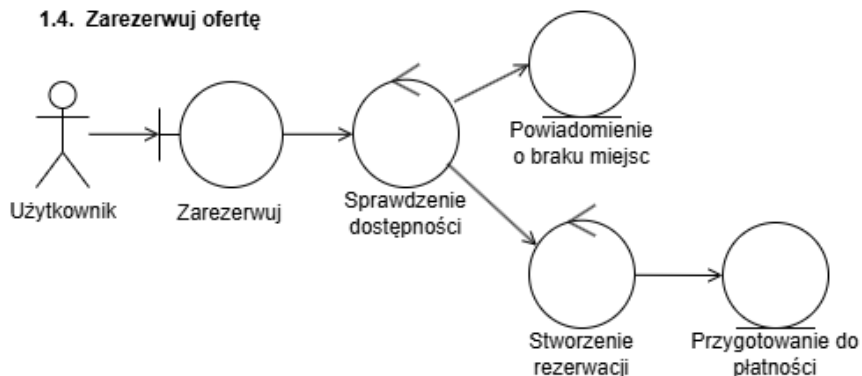 1.4. Zarezerwuj ofertę
Użytkownik
Zarezerwuj
Sprawdzenie
dostępności
Powiadomienie
o braku miejsc
Stworzenie
rezerwacji
Przygotowanie do
płatności